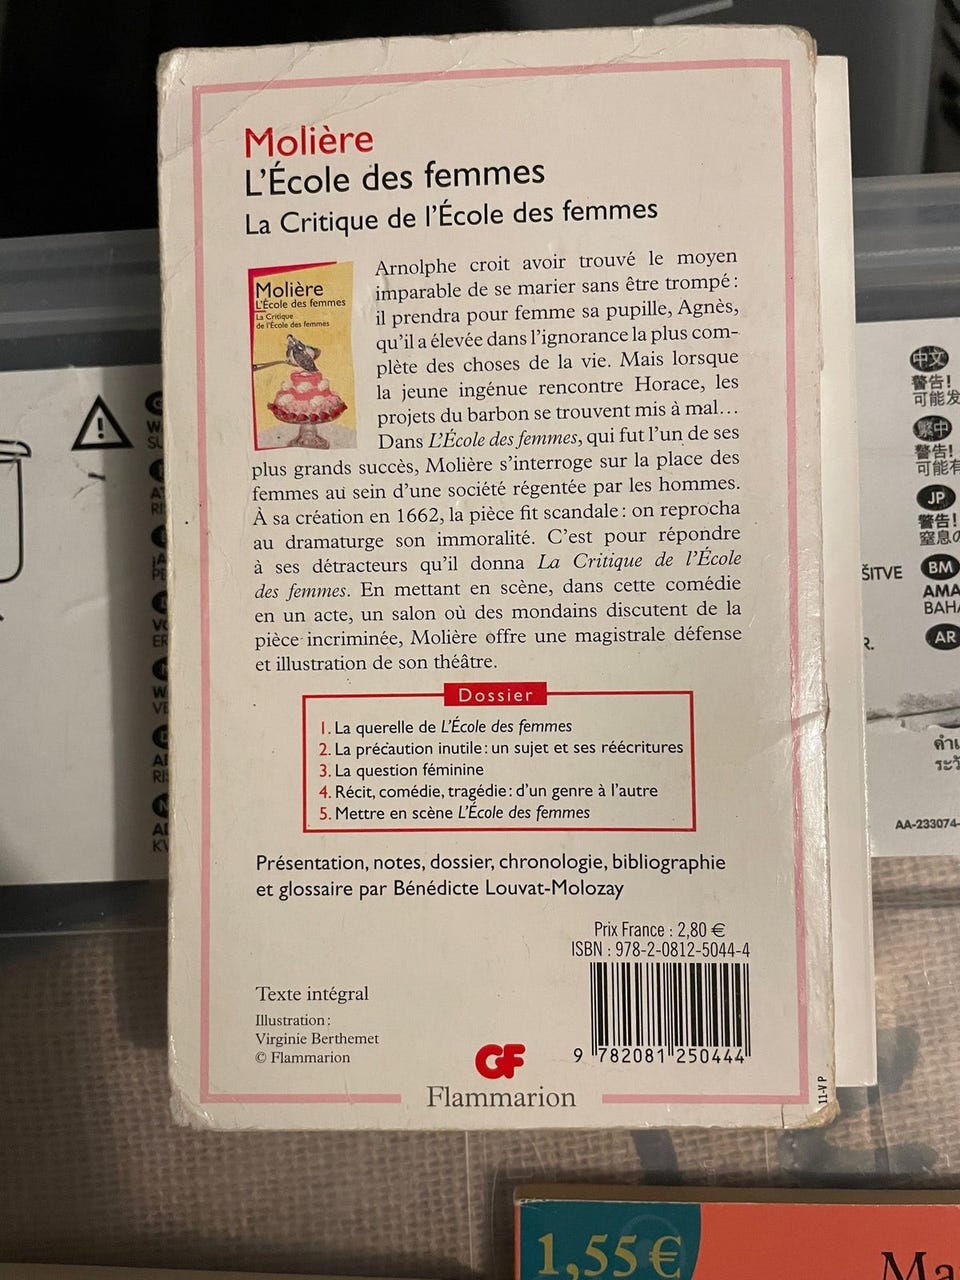 Molière
L'École des femmes
La Critique de l'École des femmes
Molière
L'École des femmes
La Critique
de l'École des femmes
Arnolphe croit avoir trouvé le moyen
imparable de se marier sans être trompé :
il prendra pour femme sa pupille, Agnès,
qu'il a élevée dans l'ignorance la plus com-
plète des choses de la vie. Mais lorsque
la jeune ingénue rencontre Horace, les
projets du barbon se trouvent mis à mal…
Dans L'École des femmes, qui fut l'un de ses
plus grands succès, Molière s'interroge sur la place des
femmes au sein d'une société régentée par les hommes.
À sa création en 1662, la pièce fit scandale : on reprocha
au dramaturge son immoralité. C'est pour répondre
à ses détracteurs qu'il donna La Critique de l'École
des femmes. En mettant en scène, dans cette comédie
en un acte, un salon où des mondains discutent de la
pièce incriminée, Molière offre une magistrale défense
et illustration de son théâtre.
Dossier
1. La querelle de L'École des femmes
2. La précaution inutile : un sujet et ses réécritures
3. La question féminine
4. Récit, comédie, tragédie : d'un genre à l'autre
5. Mettre en scène L'École des femmes
Présentation, notes, dossier, chronologie, bibliographie
et glossaire par Bénédicte Louvat-Molozay
Prix France : 2,80 €
ISBN : 978-2-0812-5044-4
9 782081 250444
Texte intégral
Illustration :
Virginie Berthemet
© Flammarion
GF
Flammarion
11-V P
中文
警告!
可能发
繁中
警告!
可能有
JP
警告!
窒息の
ŠITVE
BM
AMA
BAHA
R.
AR
AA-233074-
1,55 €
Ma